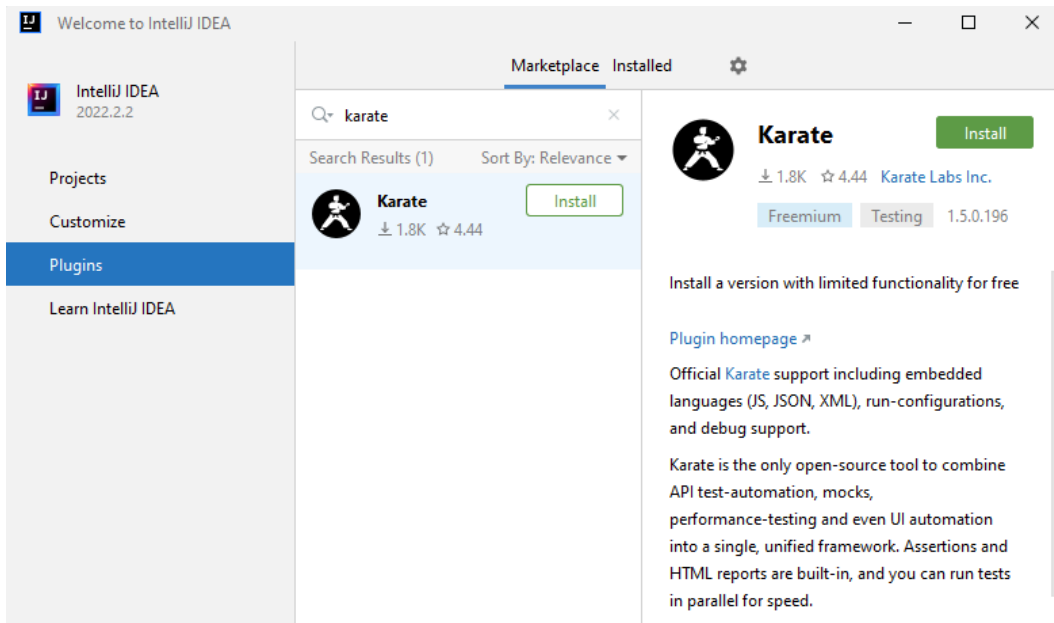 Welcome to IntelliJ IDEA
IntelliJ IDEA
2022.2.2
Projects
Customize
Plugins
Learn IntelliJ IDEA
Marketplace Installed
karate
Search Results (1) Sort By: Relevance
Karate
Install
1.8K 4.44
Karate
Install
1.8K 4.44 Karate Labs Inc.
Freemium Testing 1.5.0.196
Install a version with limited functionality for free
Plugin homepage
Official Karate support including embedded
languages (JS, JSON, XML), run-configurations,
and debug support.
Karate is the only open-source tool to combine
API test-automation, mocks,
performance-testing and even UI automation
into a single, unified framework. Assertions and
HTML reports are built-in, and you can run tests
in parallel for speed.